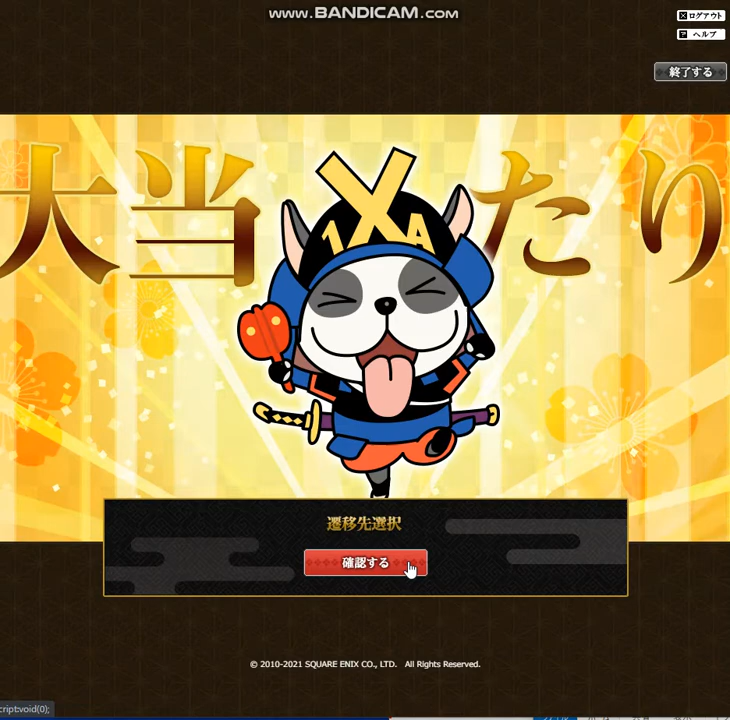 www.BANDICAM.com
ログアウト
ヘルプ
終了する
大当たり
1XA
遷移先選択
確認する
© 2010-2021 SQUARE ENIX CO., LTD. All Rights Reserved.
cript:void(0);